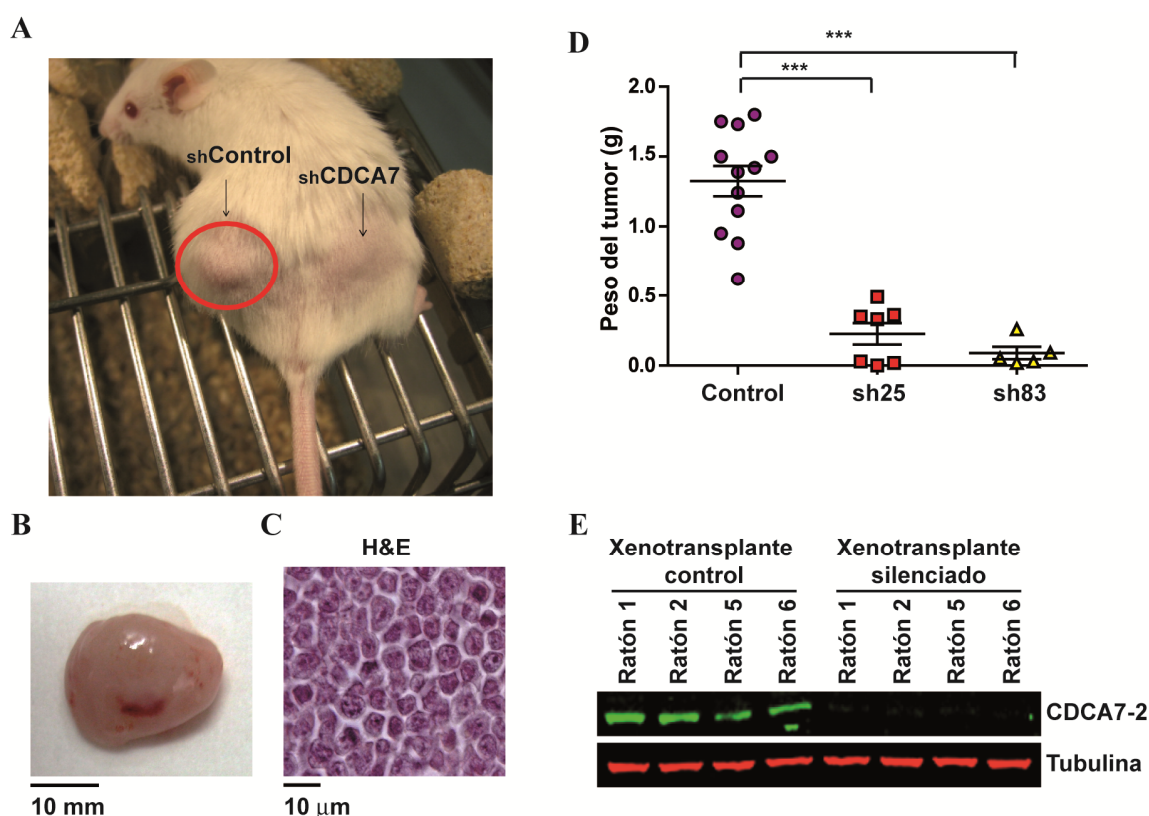 A
shControl
shCDCA7
B
10 mm
C
H&E
10 μm
D
***
***
Peso del tumor (g)
2.0
1.5
1.0
0.5
0.0
Control
sh25
sh83
E
Xenotransplante
control
Xenotransplante
silenciado
Ratón 1
Ratón 2
Ratón 5
Ratón 6
Ratón 1
Ratón 2
Ratón 5
Ratón 6
CDCA7-2
Tubulina